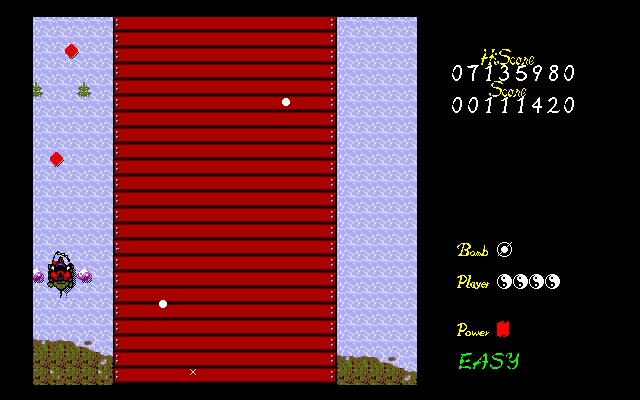 HiScore
07135980
Score
00111420
Bomb
Player
Power
EASY